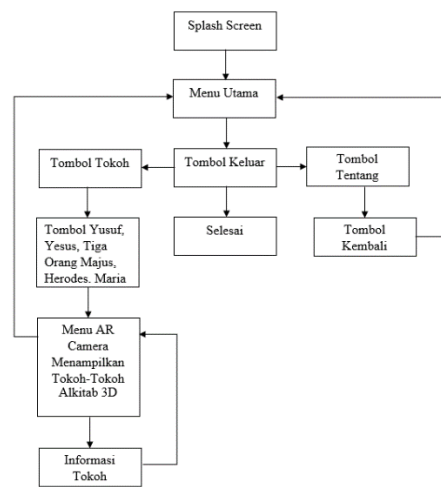 Splash Screen
Menu Utama
Tombol Tokoh
Tombol Keluar
Tombol
Tentang
Tombol Yusuf,
Yesus, Tiga
Orang Majus,
Herodes. Maria
Selesai
Tombol
Kembali
Menu AR
Camera
Menampilkan
Tokoh-Tokoh
Alkitab 3D
Informasi
Tokoh